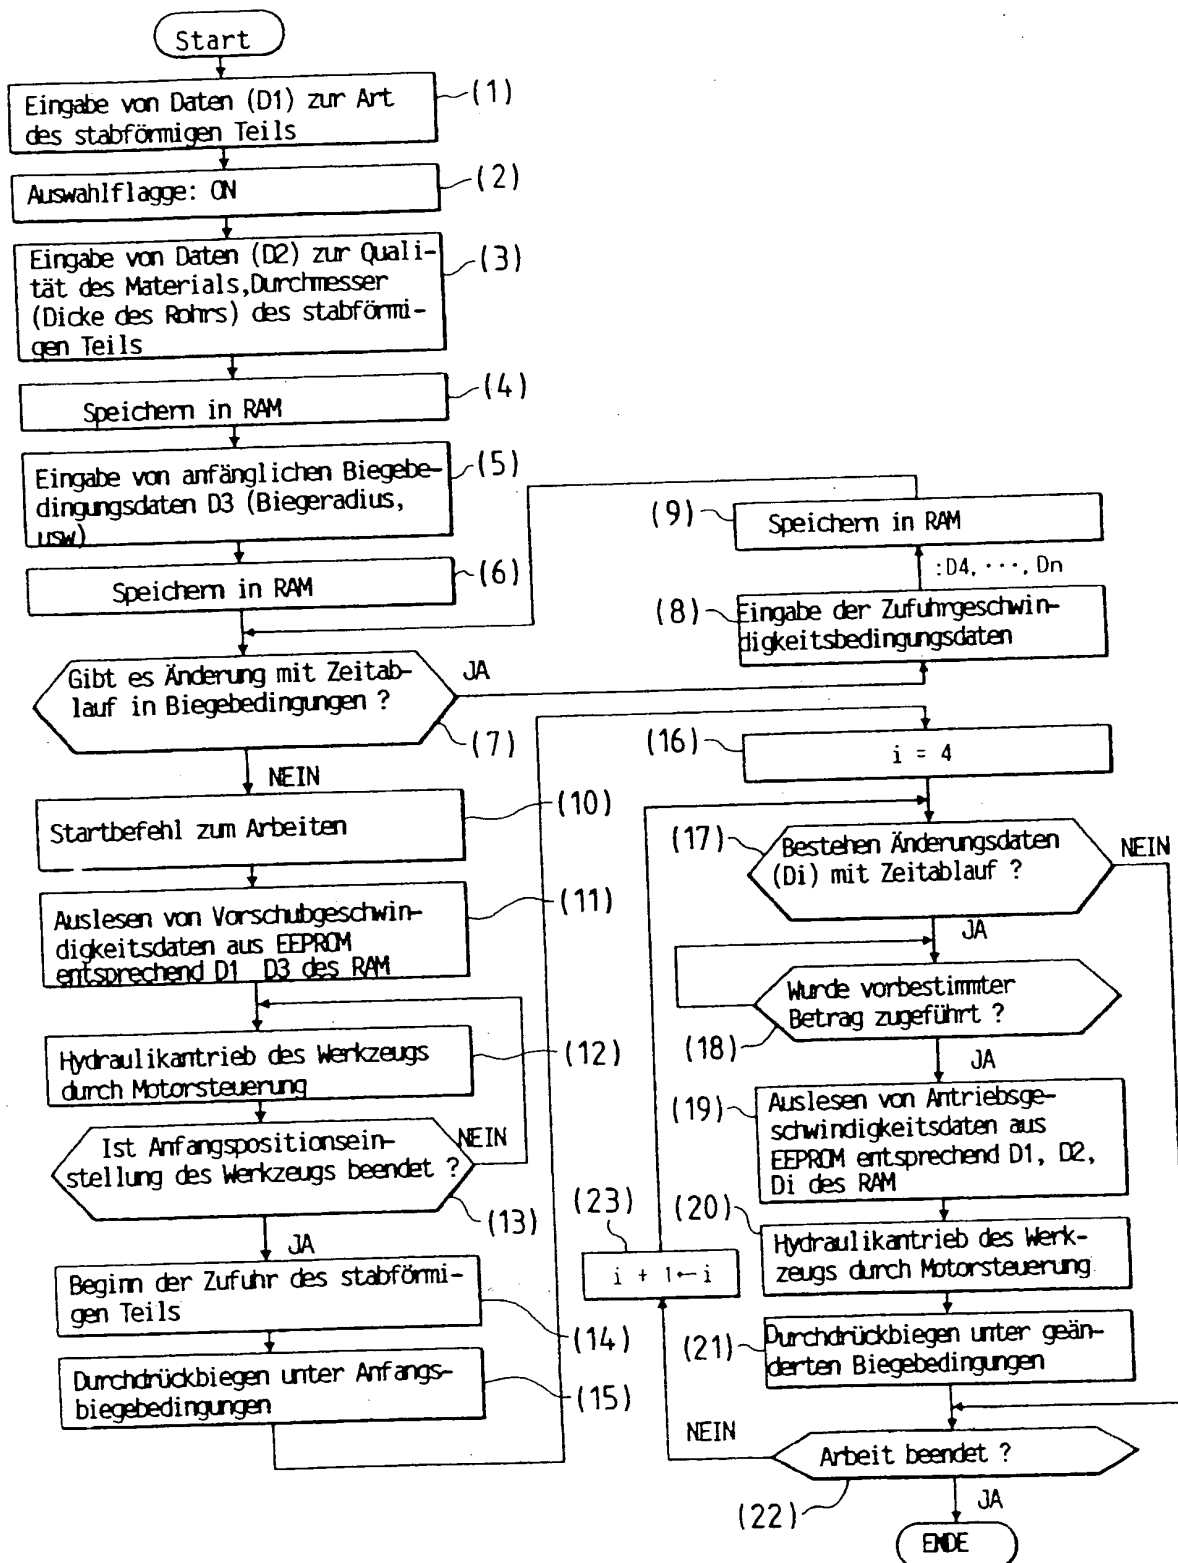 Start
Eingabe von Daten (D1) zur Art
des stabförmigen Teils
(1)
Auswahlflagge: ON
(2)
Eingabe von Daten (D2) zur Quali-
tät des Materials,Durchmesser
(Dicke des Rohrs) des stabförmi-
gen Teils
(3)
Speichern in RAM
(4)
Eingabe von anfänglichen Biegebe-
dingungsdaten D3 (Biegeradius,
usw)
(5)
Speichern in RAM
(6)
Gibt es Änderung mit Zeitab-
lauf in Biegebedingungen ?
(7)
JA
NEIN
(8)
Eingabe der Zufuhrgeschwin-
digkeitsbedingungsdaten
:D4, ···, Dn
(9)
Speichern in RAM
Startbefehl zum Arbeiten
(10)
Auslesen von Vorschubgeschwin-
digkeitsdaten aus EEPROM
entsprechend D1 D3 des RAM
(11)
Hydraulikantrieb des Werkzeugs
durch Motorsteuerung
(12)
Ist Anfangspositionsein-
stellung des Werkzeugs beendet ?
NEIN
(13)
JA
Beginn der Zufuhr des stabförmi-
gen Teils
(14)
Durchdrückbiegen unter Anfangs-
biegebedingungen
(15)
(16)
i = 4
(17)
Bestehen Änderungsdaten
(Di) mit Zeitablauf ?
NEIN
JA
Wurde vorbestimmter
Betrag zugeführt ?
(18)
JA
(19)
Auslesen von Antriebsge-
schwindigkeitsdaten aus
EEPROM entsprechend D1, D2,
Di des RAM
(20)
Hydraulikantrieb des Werk-
zeugs durch Motorsteuerung
(21)
Durchdrückbiegen unter geän-
derten Biegebedingungen
NEIN
Arbeit beendet ?
(22)
JA
(23)
i + 1←i
ENDE